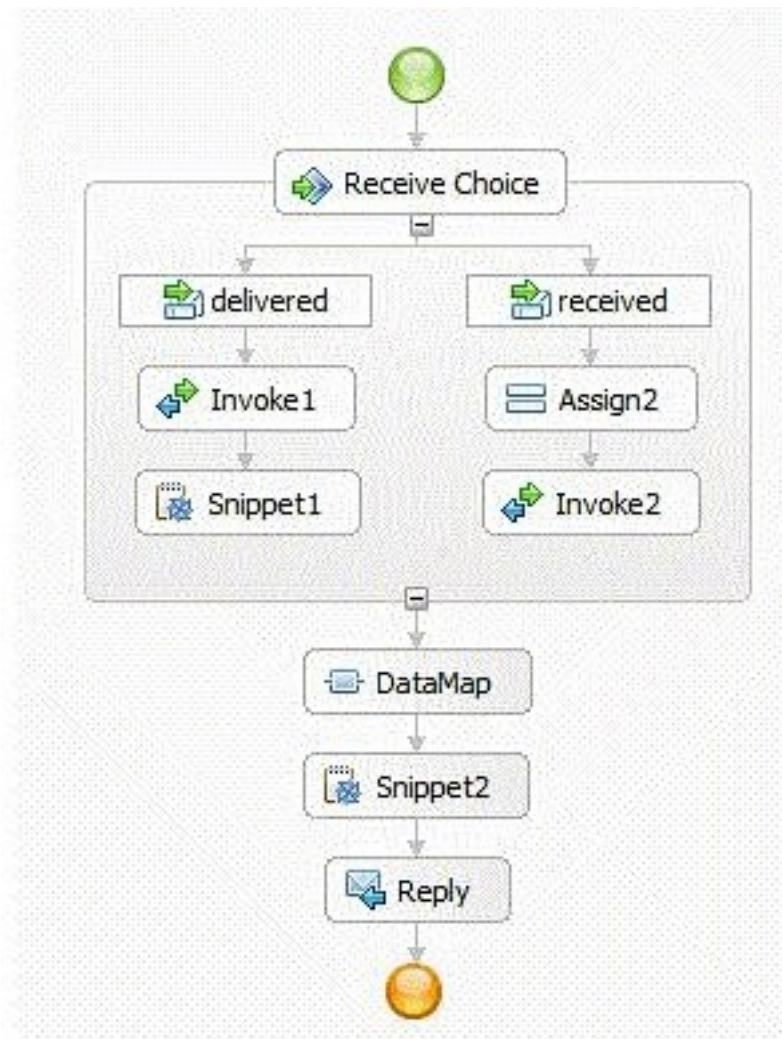 Receive Choice
delivered
received
Invoke1
Assign2
Snippet1
Invoke2
DataMap
Snippet2
Reply